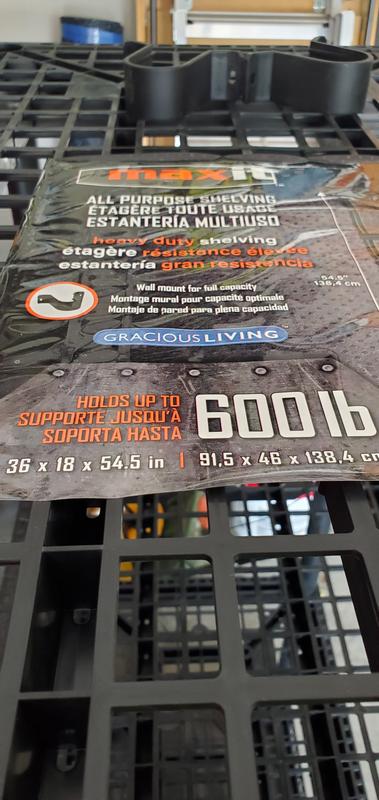 maxit
ALL PURPOSE SHELVING
ÉTAGÈRE TOUTE USAGE
ESTANTERÍA MULTIUSO
heavy duty shelving
étagère résistance élevée
estantería gran resistencia
54.5"
138,4 cm
Wall mount for full capacity
Montage mural pour capacité optimale
Montaje de pared para plena capacidad
GRACIOUS LIVING
HOLDS UP TO
SUPPORTE JUSQU'À
SOPORTA HASTA
600 lb
36 x 18 x 54.5 in | 91,5 x 46 x 138,4 cm